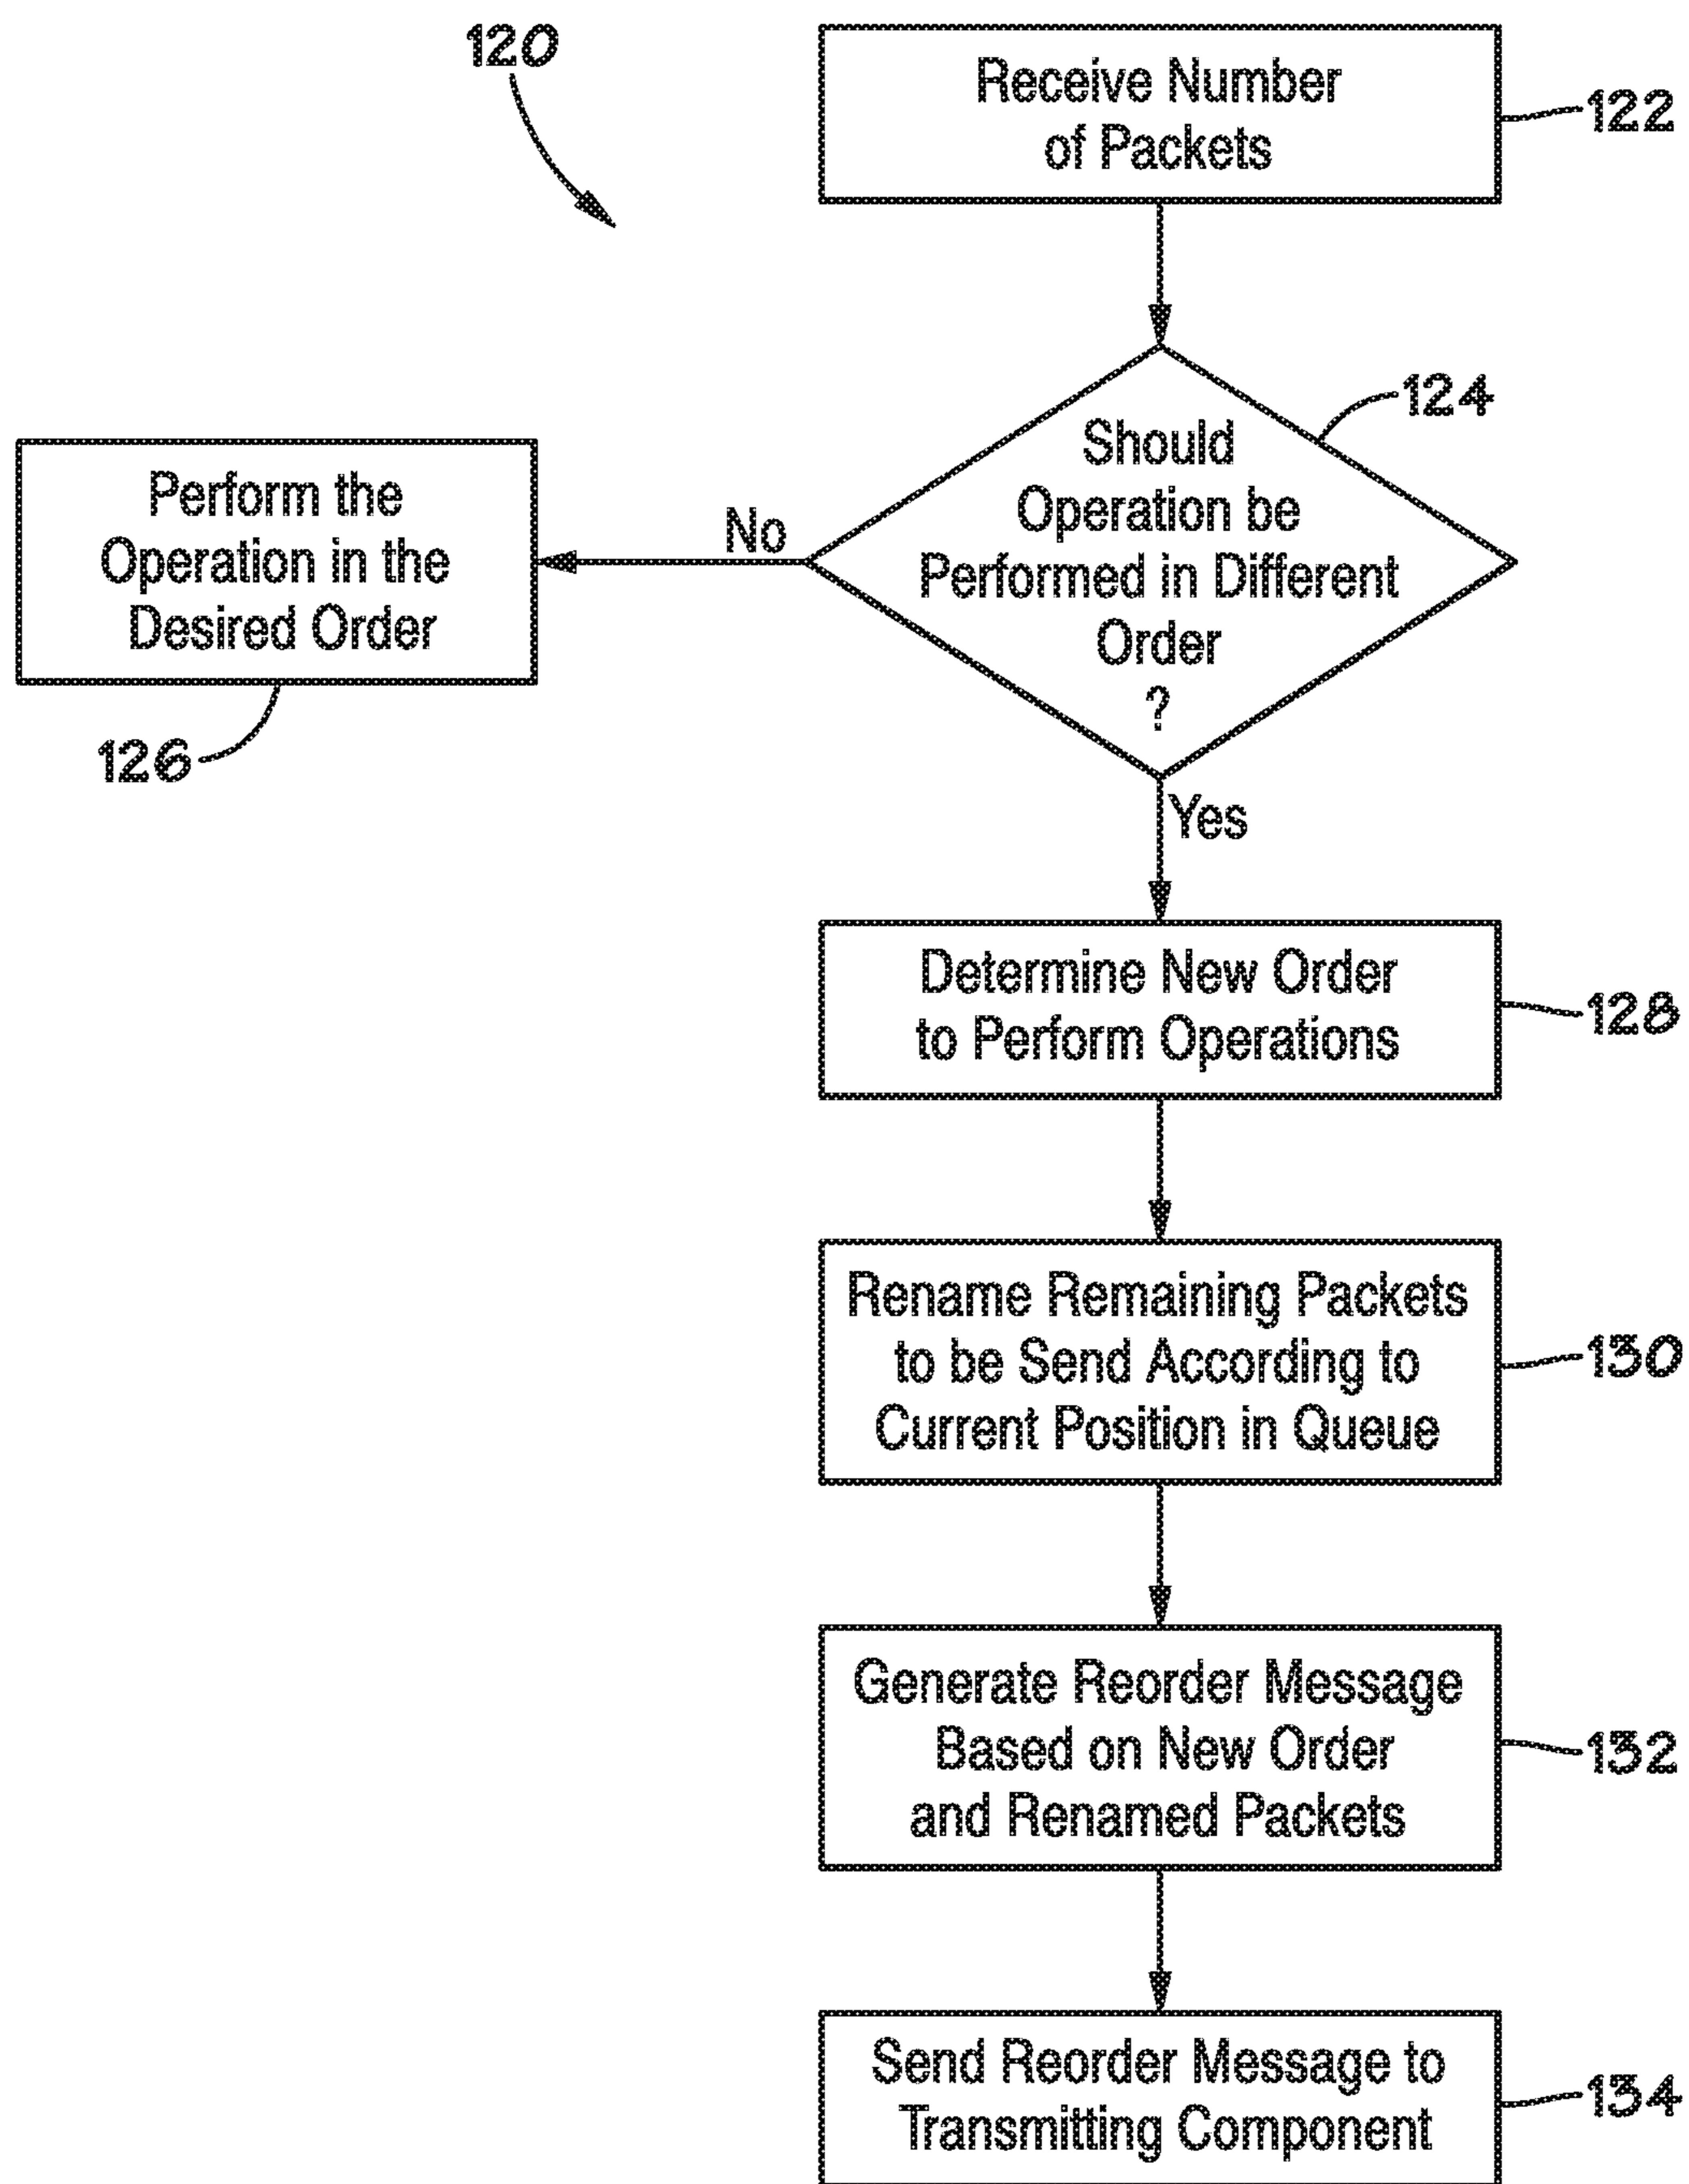 120
Receive Number
of Packets
122
124
Should
Operation be
Performed in Different
Order
?
No
Perform the
Operation in the
Desired Order
126
Yes
Determine New Order
to Perform Operations
128
Rename Remaining Packets
to be Send According to
Current Position in Queue
130
Generate Reorder Message
Based on New Order
and Renamed Packets
132
Send Reorder Message to
Transmitting Component
134